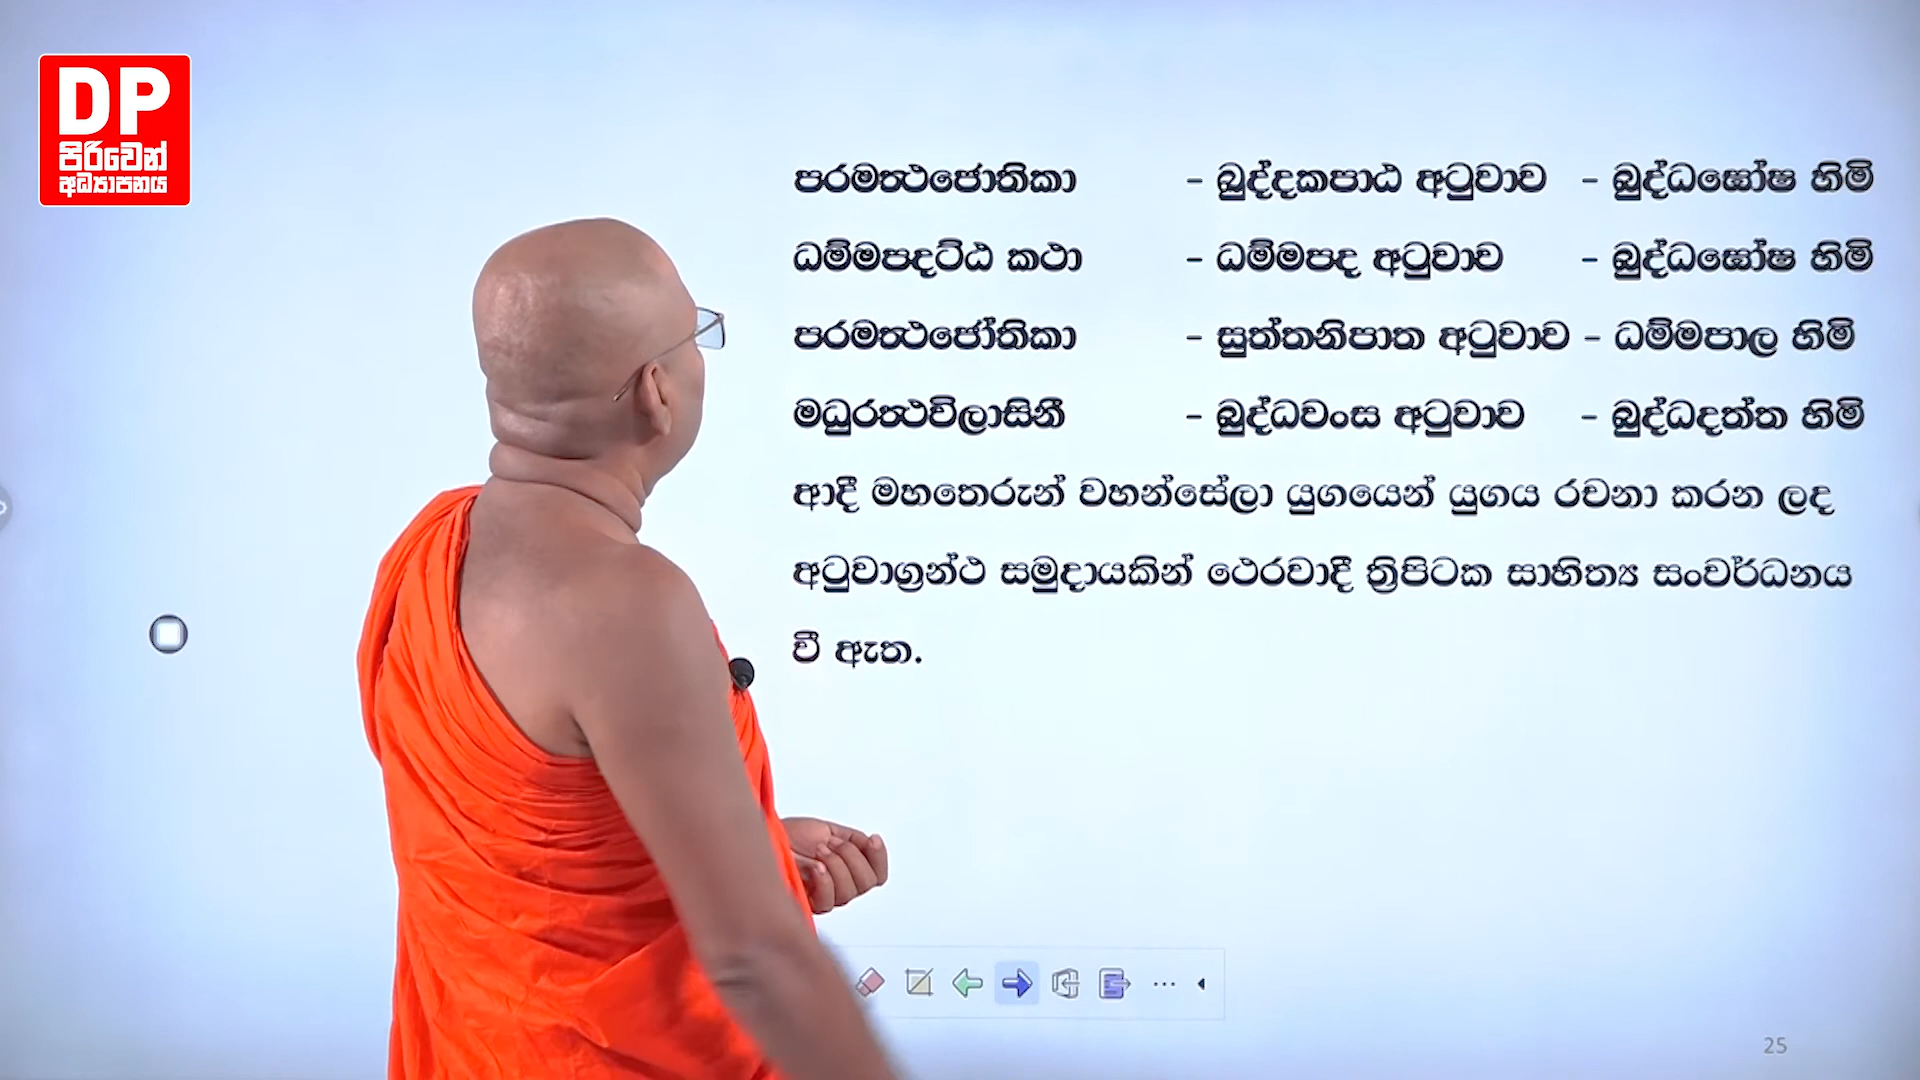 DP
පිරිවෙන්
අධ්‍යාපනය
පරමත්‍ථජොතිකා - ඛුද්දකපාඨ අටුවාව - බුද්ධඝෝෂ හිමි
ධම්මපදට්ඨ කථා - ධම්මපද අටුවාව - බුද්ධඝෝෂ හිමි
පරමත්‍ථජෝතිකා - සුත්තනිපාත අටුවාව - ධම්මපාල හිමි
මධුරත්‍ථවිලාසිනී - බුද්ධවංස අටුවාව - බුද්ධදත්ත හිමි
ආදී මහතෙරුන් වහන්සේලා යුගයෙන් යුගය රචනා කරන ලද
අටුවාග්‍රන්ථ සමුදායකින් ථෙරවාදී ත්‍රිපිටක සාහිත්‍ය සංවර්ධනය
වී ඇත.
25